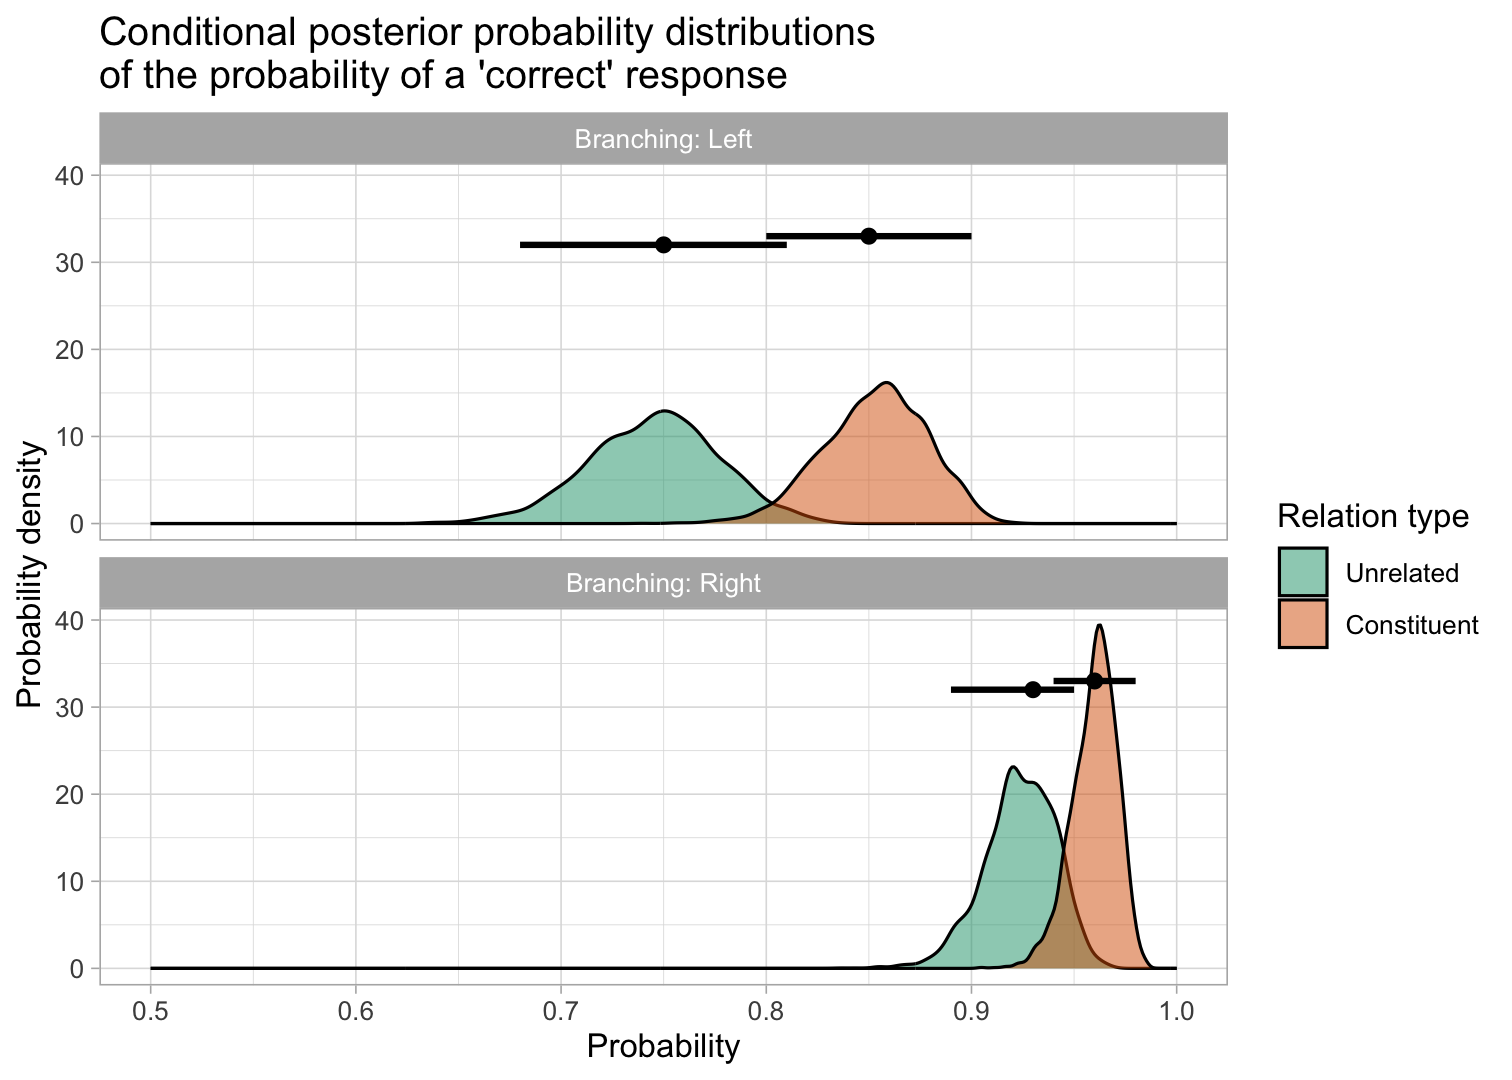 Conditional posterior probability distributions
of the probability of a 'correct' response
Branching: Left
40
30
20
10
0
Branching: Right
40
30
20
10
0
0.5 0.6 0.7 0.8 0.9 1.0
Probability
Probability density
Relation type
Unrelated
Constituent